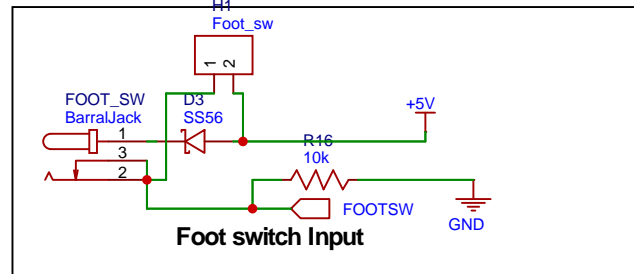 H1
Foot_sw
1 2
FOOT_SW
BarralJack
D3
SS56
+5V
1
3
2
R16
10k
FOOTSW
GND
Foot switch Input